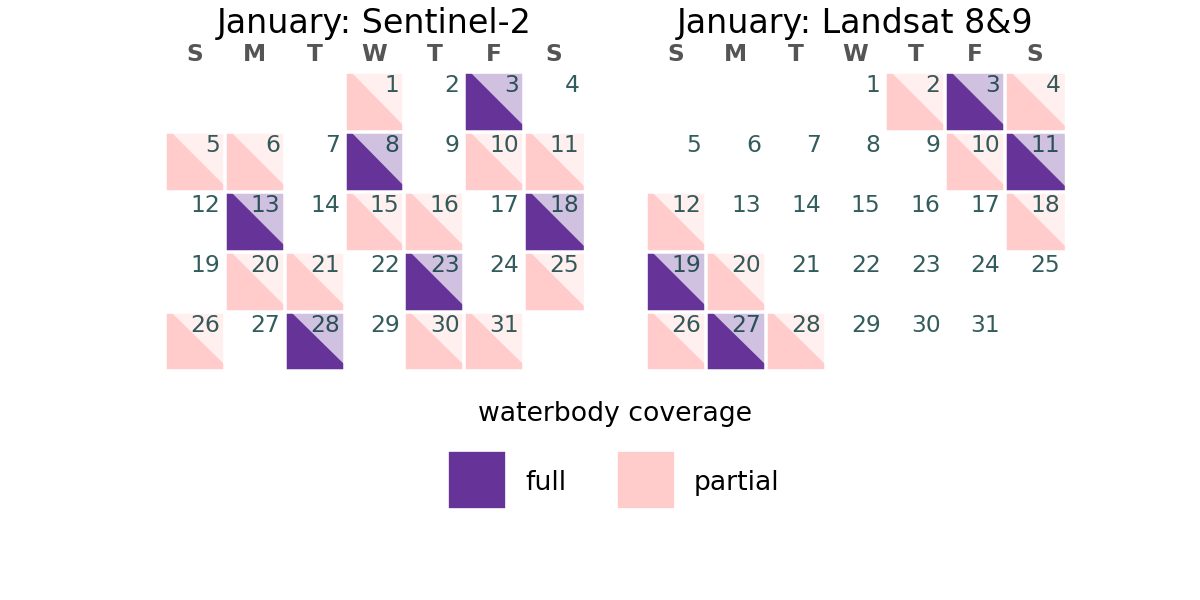 January: Sentinel-2
S M T W T F S
1 2 3 4
5 6 7 8 9 10 11
12 13 14 15 16 17 18
19 20 21 22 23 24 25
26 27 28 29 30 31
January: Landsat 8&9
S M T W T F S
1 2 3 4
5 6 7 8 9 10 11
12 13 14 15 16 17 18
19 20 21 22 23 24 25
26 27 28 29 30 31
waterbody coverage
full
partial